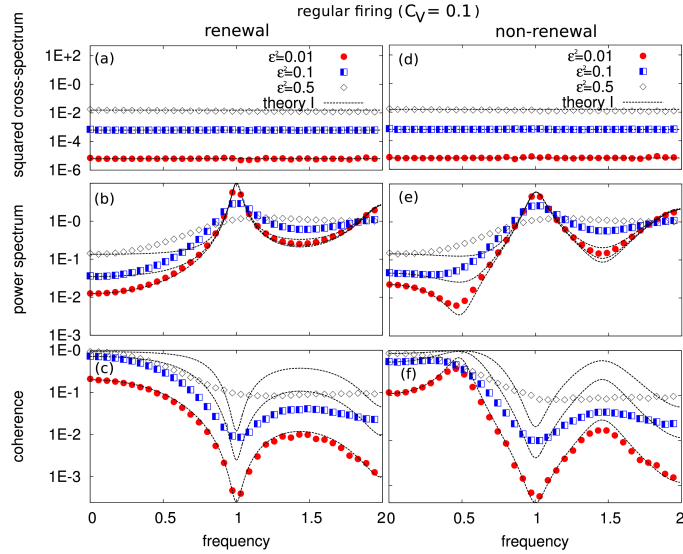 regular firing (C_V = 0.1)
renewal
non-renewal
squared cross-spectrum
1E+2
1E-0
1E-2
1E-4
1E-6
(a)
ε²=0.01
ε²=0.1
ε²=0.5
theory I
(d)
ε²=0.01
ε²=0.1
ε²=0.5
theory I
power spectrum
1E-0
1E-1
1E-2
1E-3
(b)
(e)
coherence
1E-0
1E-1
1E-2
1E-3
(c)
(f)
0 0.5 1 1.5 20 0.5 1 1.5 2
frequency frequency